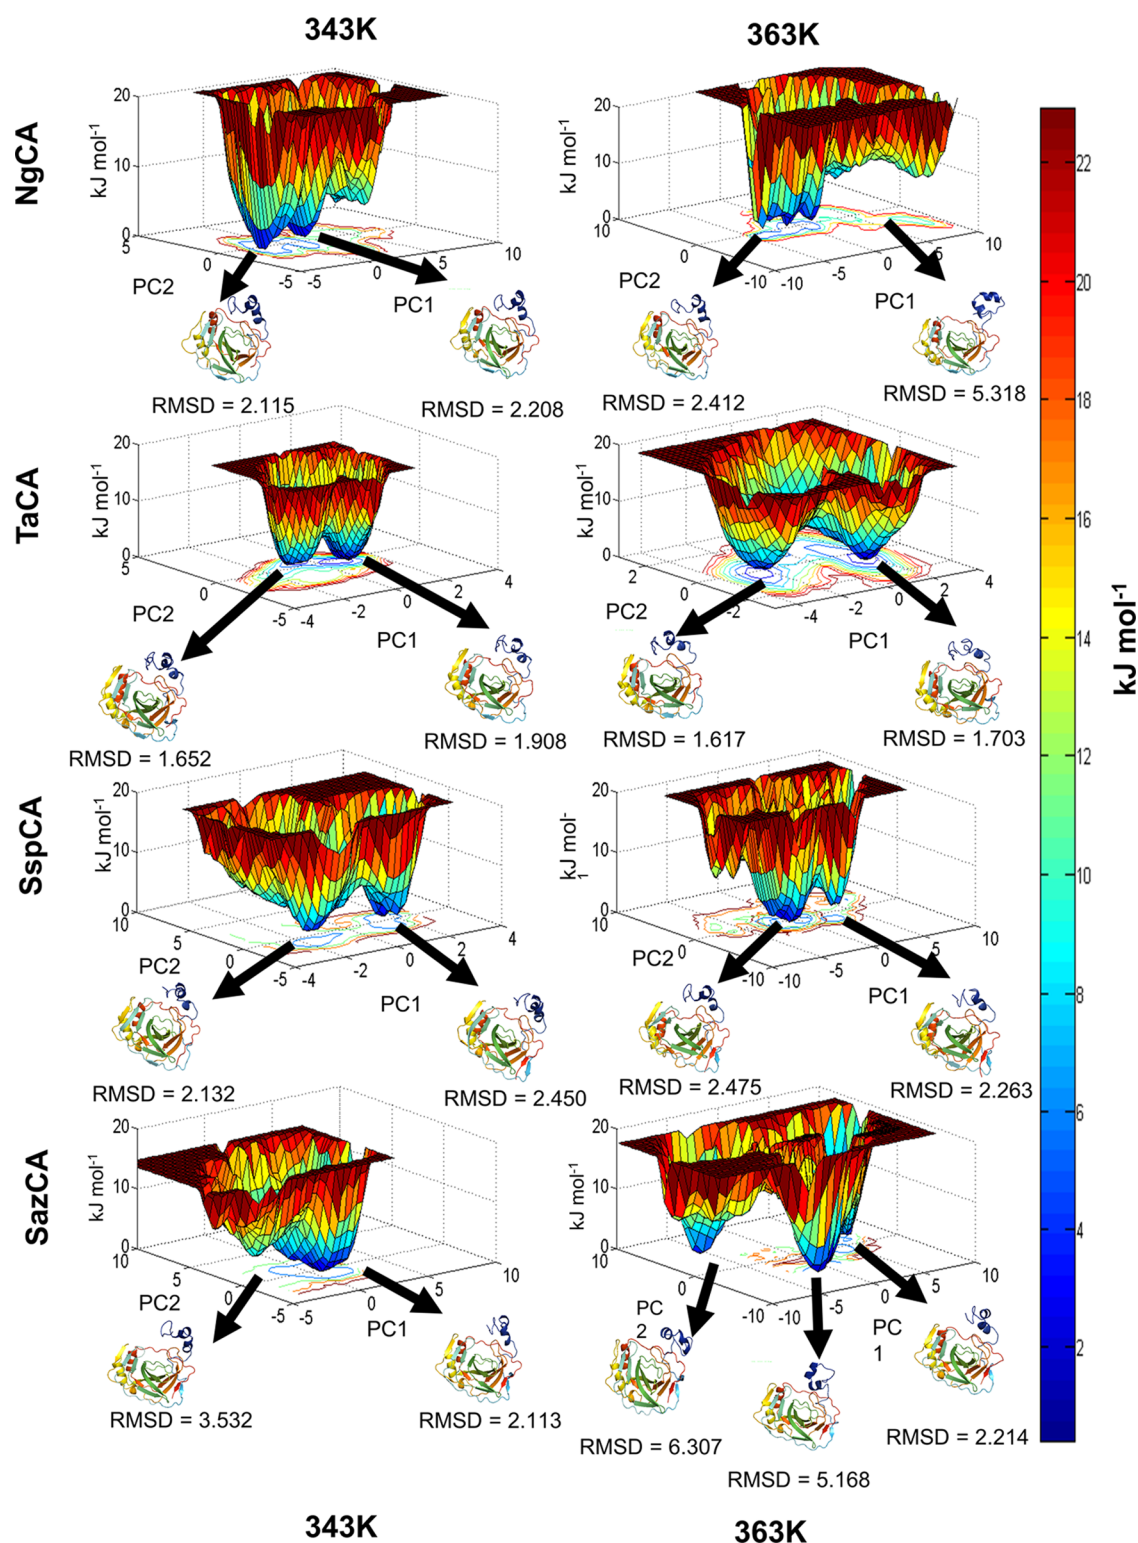 343K
363K
NgCA
kJ mol-1
20
10
0
5
0
-5
-5
0
5
10
PC2
PC1
RMSD = 2.115
RMSD = 2.208
kJ mol-1
20
10
0
10
0
-10
-10
-5
0
5
10
PC2
PC1
RMSD = 2.412
RMSD = 5.318
TaCA
kJ mol-1
20
10
0
5
0
-5
-4
-2
0
2
4
PC2
PC1
RMSD = 1.652
RMSD = 1.908
kJ mol-1
20
10
0
2
0
-2
-4
-2
0
2
4
PC2
PC1
RMSD = 1.617
RMSD = 1.703
SspCA
kJ mol-1
20
10
0
10
5
0
-5
-4
-2
0
2
4
PC2
PC1
RMSD = 2.132
RMSD = 2.450
kJ mol-
1
20
10
0
10
0
-10
-10
-5
0
5
10
PC2
PC1
RMSD = 2.475
RMSD = 2.263
SazCA
kJ mol-1
20
10
0
10
5
0
-5
-5
0
5
10
PC2
PC1
RMSD = 3.532
RMSD = 2.113
kJ mol-1
20
10
0
10
0
-10
-10
-5
0
5
10
PC
2
PC
1
RMSD = 6.307
RMSD = 5.168
RMSD = 2.214
22
20
18
16
14
12
10
8
6
4
2
kJ mol-1
343K
363K